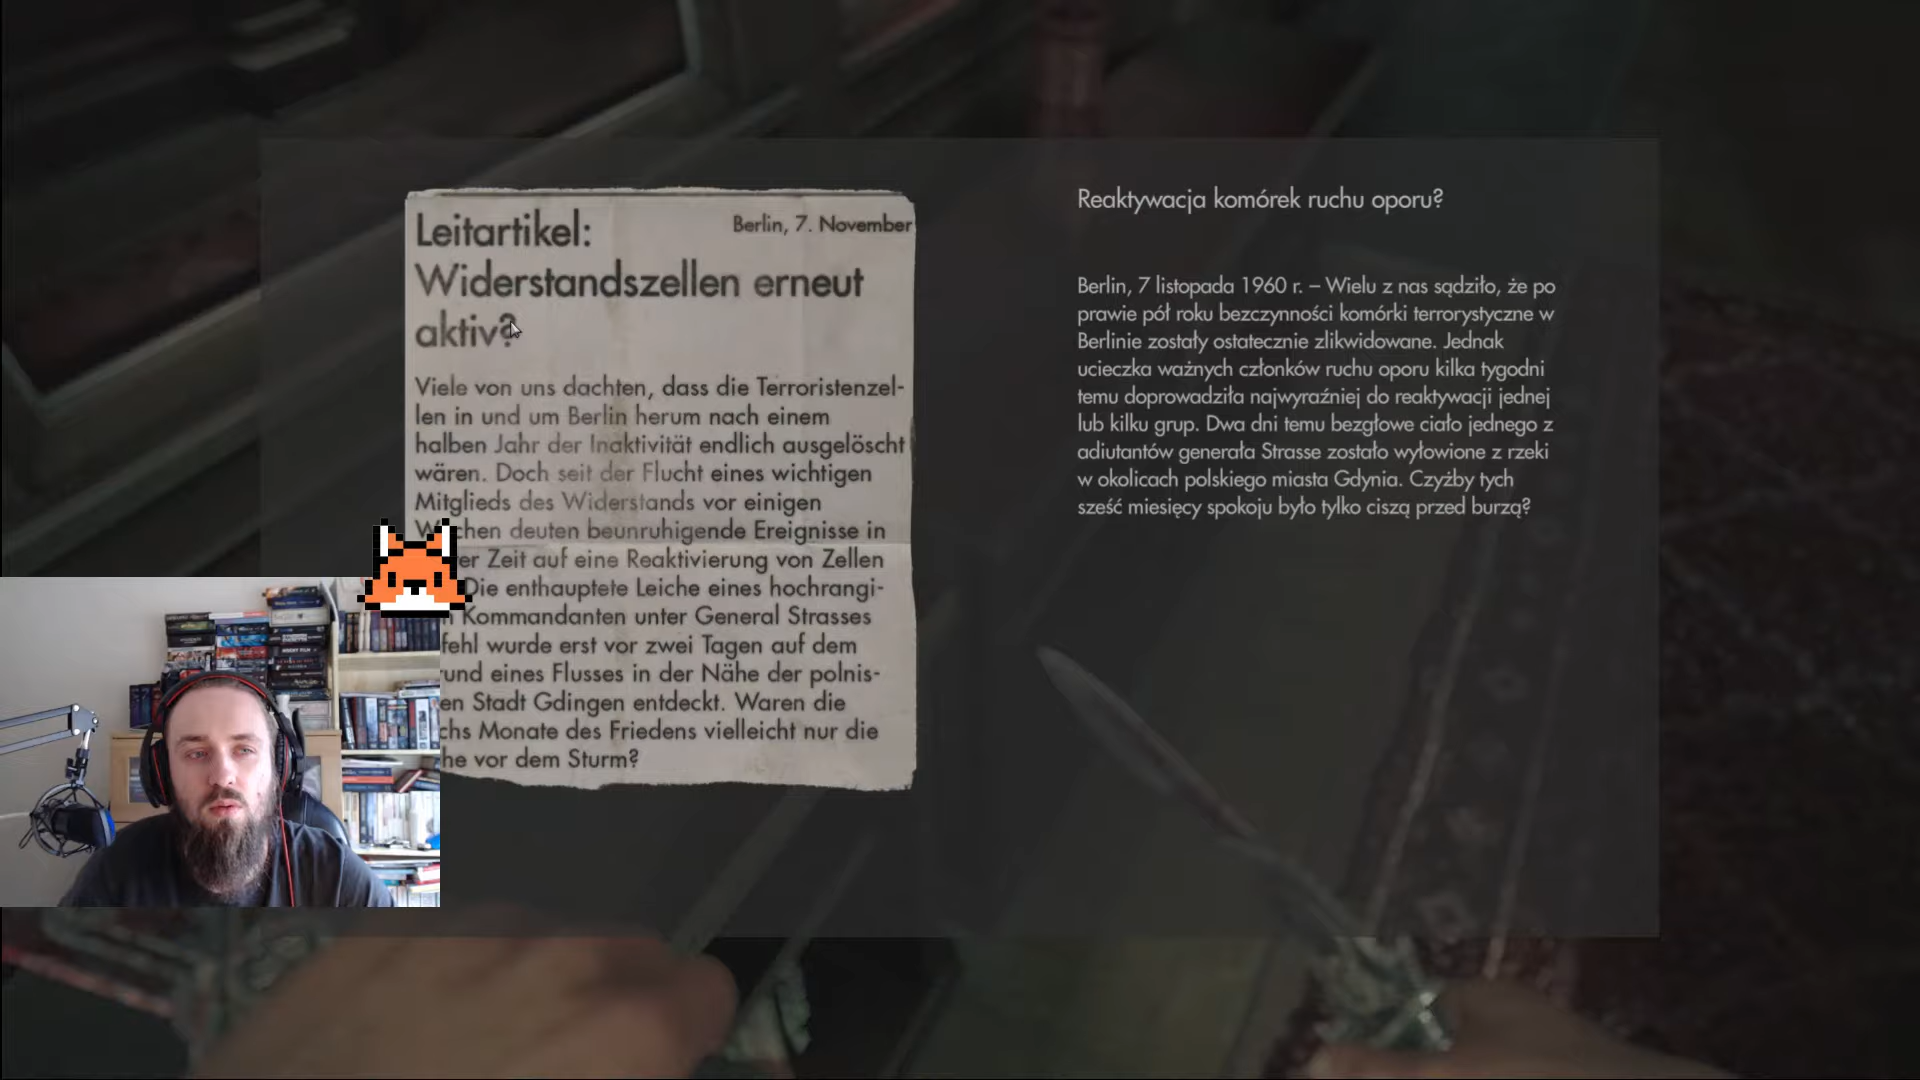 Leitartikel:
Berlin, 7. November
Widerstandszellen erneut
aktiv?
Viele von uns dachten, dass die Terroristenzel-
len in und um Berlin herum nach einem
halben Jahr der Inaktivität endlich ausgelöscht
wären. Doch seit der Flucht eines wichtigen
Mitglieds des Widerstands vor einigen
deuten beunruhigende Ereignisse in
Zeit auf eine Reaktivierung von Zellen
Die enthauptete Leiche eines hochrangi-
Kommandanten unter General Strasses
fehl wurde erst vor zwei Tagen auf dem
und eines Flusses in der Nähe der polnis-
en Stadt Gdingen entdeckt. Waren die
chs Monate des Friedens vielleicht nur die
he vor dem Sturm?
Reaktywacja komórek ruchu oporu?
Berlin, 7 listopada 1960 r. – Wielu z nas sądziło, że po
prawie pół roku bezczynności komórki terrorystyczne w
Berlinie zostały ostatecznie zlikwidowane. Jednak
ucieczka ważnych członków ruchu oporu kilka tygodni
temu doprowadziła najwyraźniej do reaktywacji jednej
lub kilku grup. Dwa dni temu bezgłowe ciało jednego z
adiutantów generała Strasse zostało wyłowione z rzeki
w okolicach polskiego miasta Gdynia. Czyżby tych
sześć miesięcy spokoju było tylko ciszą przed burzą?